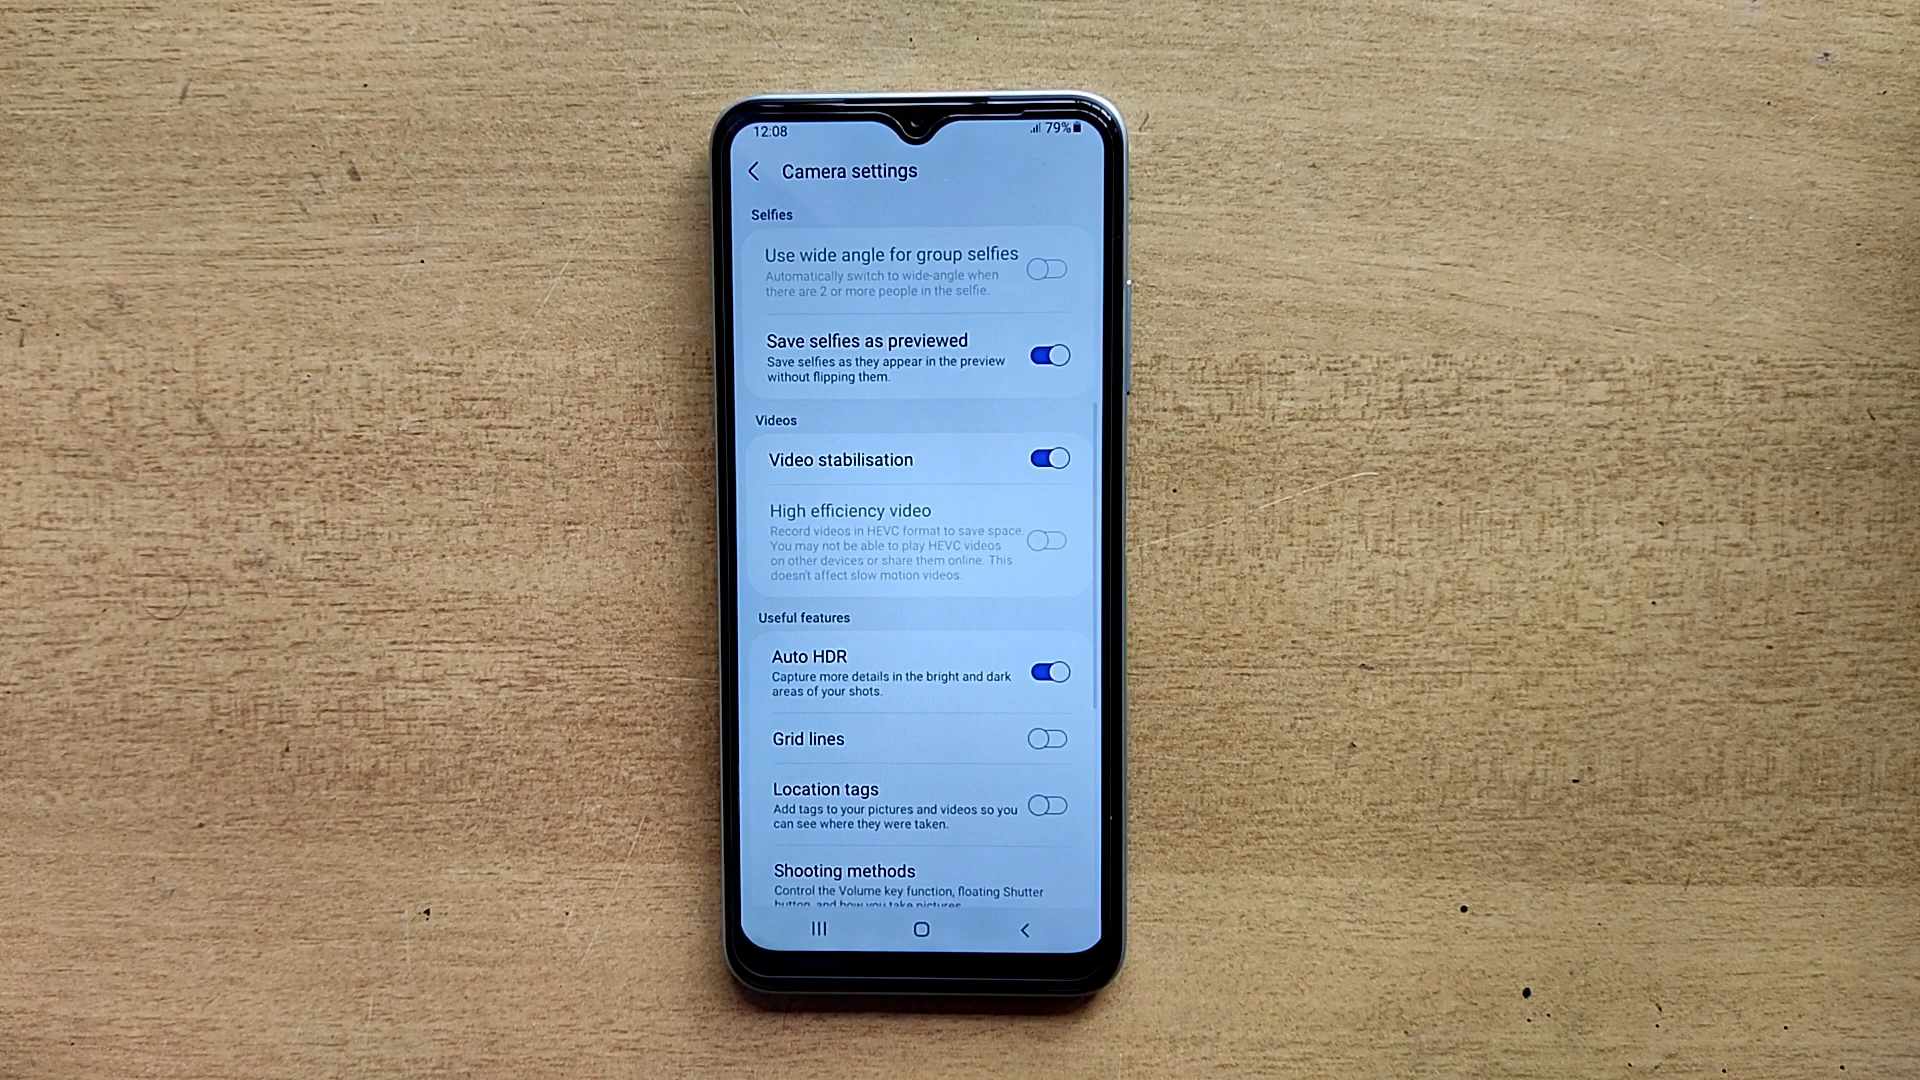 12:08 79%
Camera settings
Selfies
Use wide angle for group selfies
Automatically switch to wide-angle when
there are 2 or more people in the selfie.
Save selfies as previewed
Save selfies as they appear in the preview
without flipping them.
Videos
Video stabilisation
High efficiency video
Record videos in HEVC format to save space
You may not be able to play HEVC videos
on other devices or share them online. This
doesn't affect slow motion videos.
Useful features
Auto HDR
Capture more details in the bright and dark
areas of your shots.
Grid lines
Location tags
Add tags to your pictures and videos so you
can see where they were taken.
Shooting methods
Control the Volume key function, floating Shutter
button, and how you take pictures